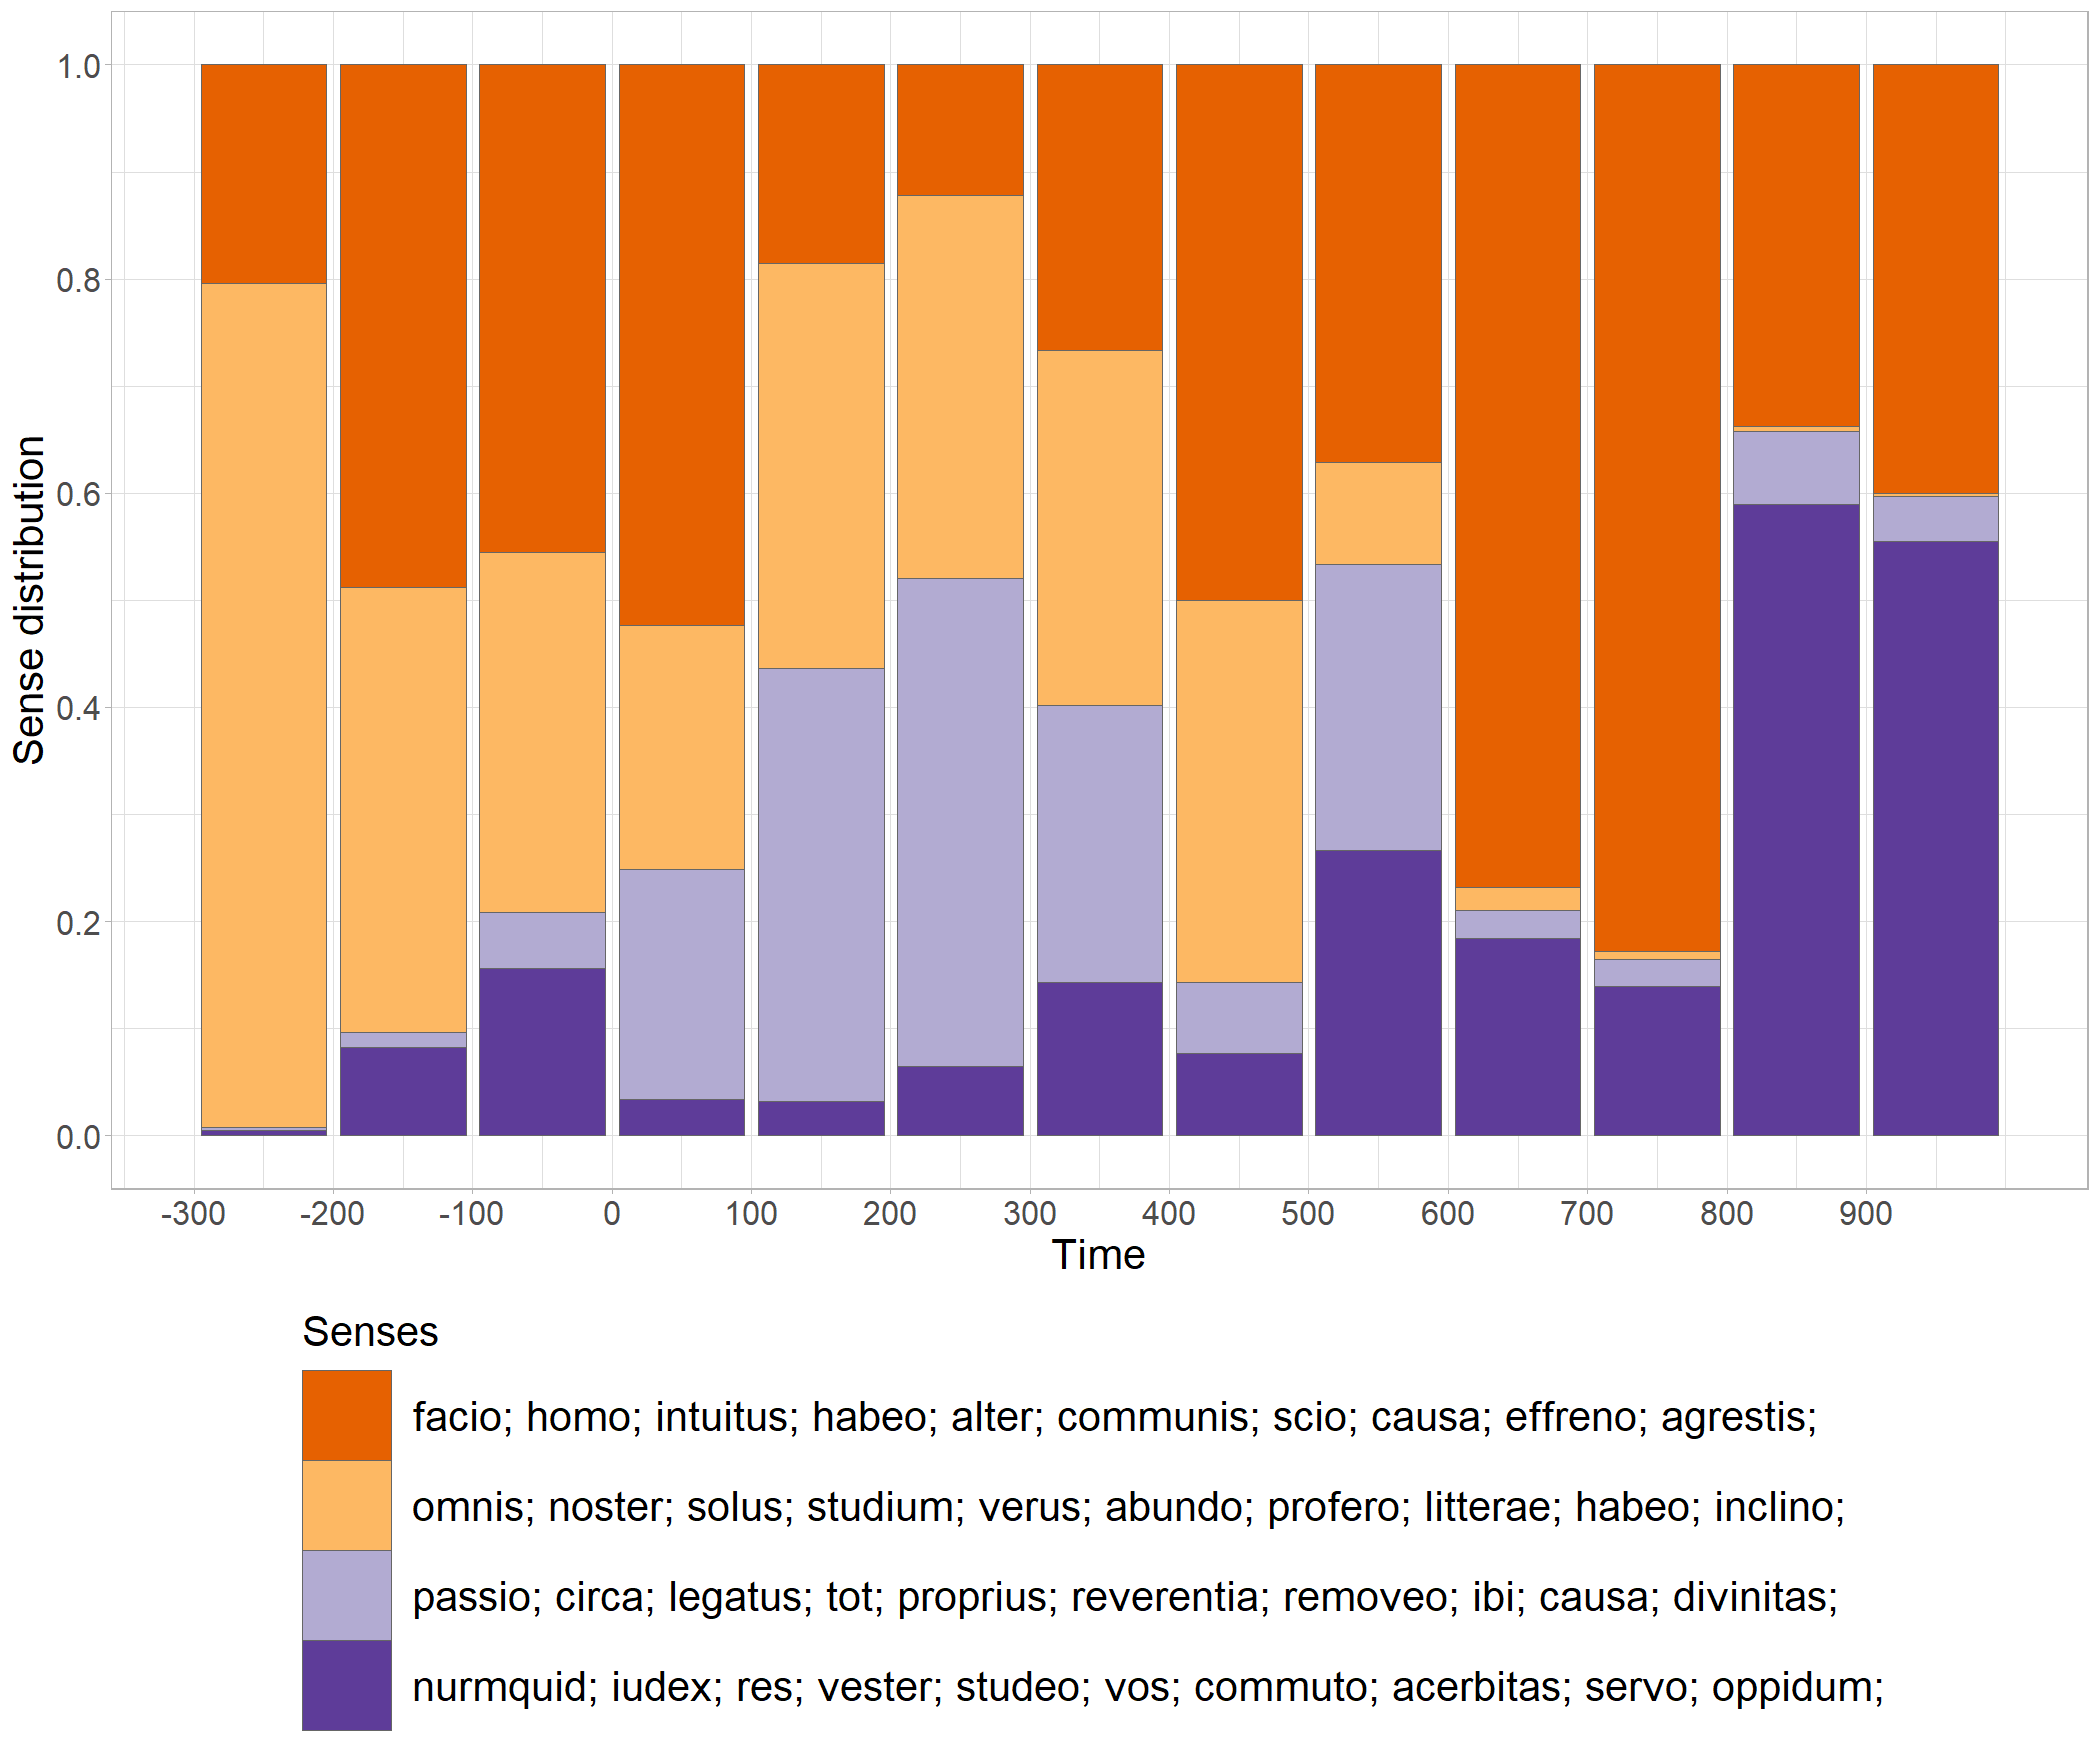 1.0
0.8
0.6
0.4
0.2
0.0
Sense distribution
-300 -200 -100 0 100 200 300 400 500 600 700 800 900
Time
Senses
facio; homo; intuitus; habeo; alter; communis; scio; causa; effreno; agrestis;
omnis; noster; solus; studium; verus; abundo; profero; litterae; habeo; inclino;
passio; circa; legatus; tot; proprius; reverentia; removeo; ibi; causa; divinitas;
nurmquid; iudex; res; vester; studeo; vos; commuto; acerbitas; servo; oppidum;